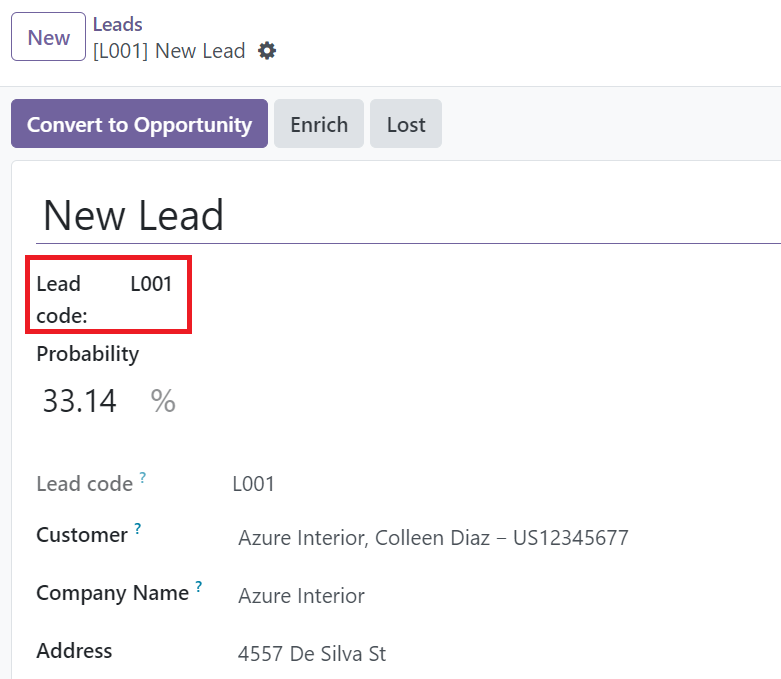 New
Leads
[L001] New Lead
Convert to Opportunity
Enrich
Lost
New Lead
Lead code:
L001
Probability
33.14 %
Lead code ? L001
Customer ? Azure Interior, Colleen Diaz – US12345677
Company Name ? Azure Interior
Address 4557 De Silva St